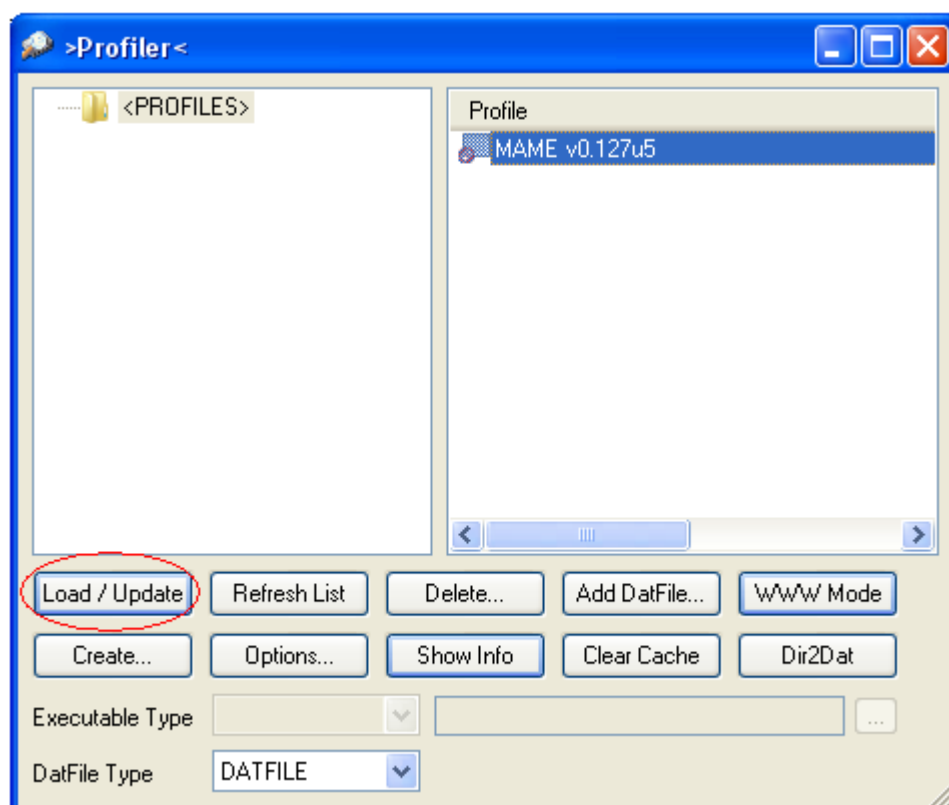 >Profiler<
<PROFILES>
Profile
MAME v0.127u5
Load / Update
Refresh List
Delete...
Add DatFile...
WWW Mode
Create...
Options...
Show Info
Clear Cache
Dir2Dat
Executable Type
...
DatFile Type
DATFILE